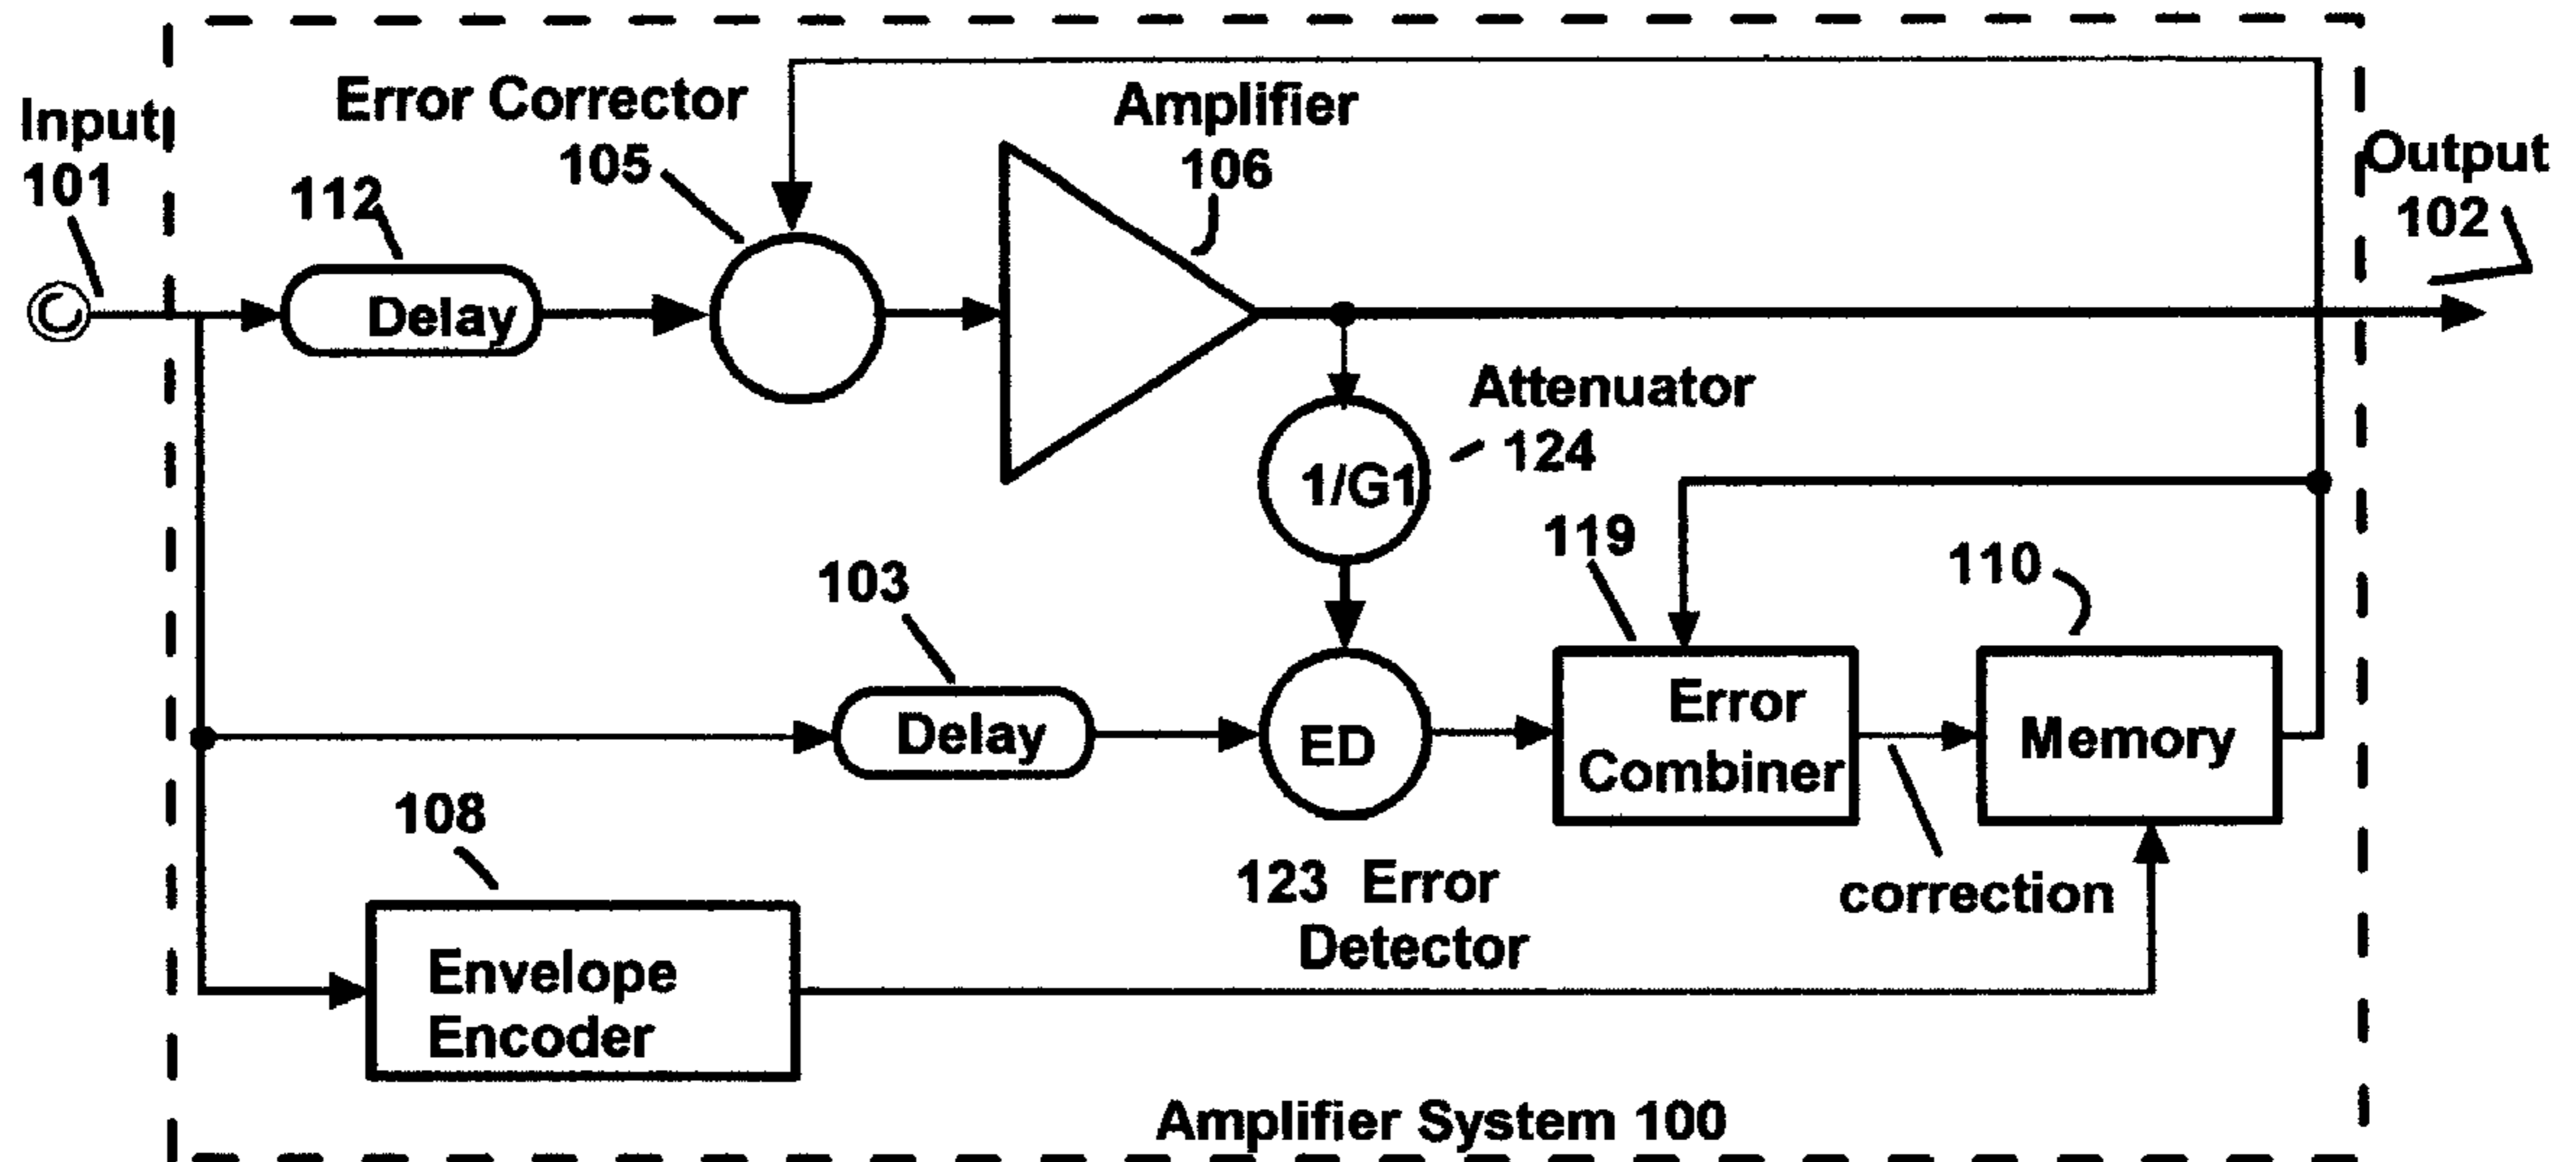 Input
101
112
Delay
Error Corrector
105
Amplifier
106
Output
102
Attenuator
124
1/G1
119
110
103
Delay
ED
Error
Combiner
Memory
108
123 Error
Detector
correction
Envelope
Encoder
Amplifier System 100